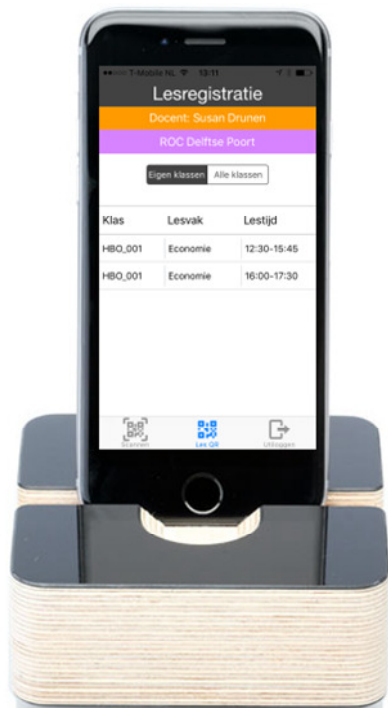 T-Mobile NL 13:11
Lesregistratie
Docent: Susan Drunen
ROC Delftse Poort
Eigen klassen Alle klassen
Klas Lesvak Lestijd
HBO_001 Economie 12:30-15:45
HBO_001 Economie 16:00-17:30
Scannen Les QR Uitloggen